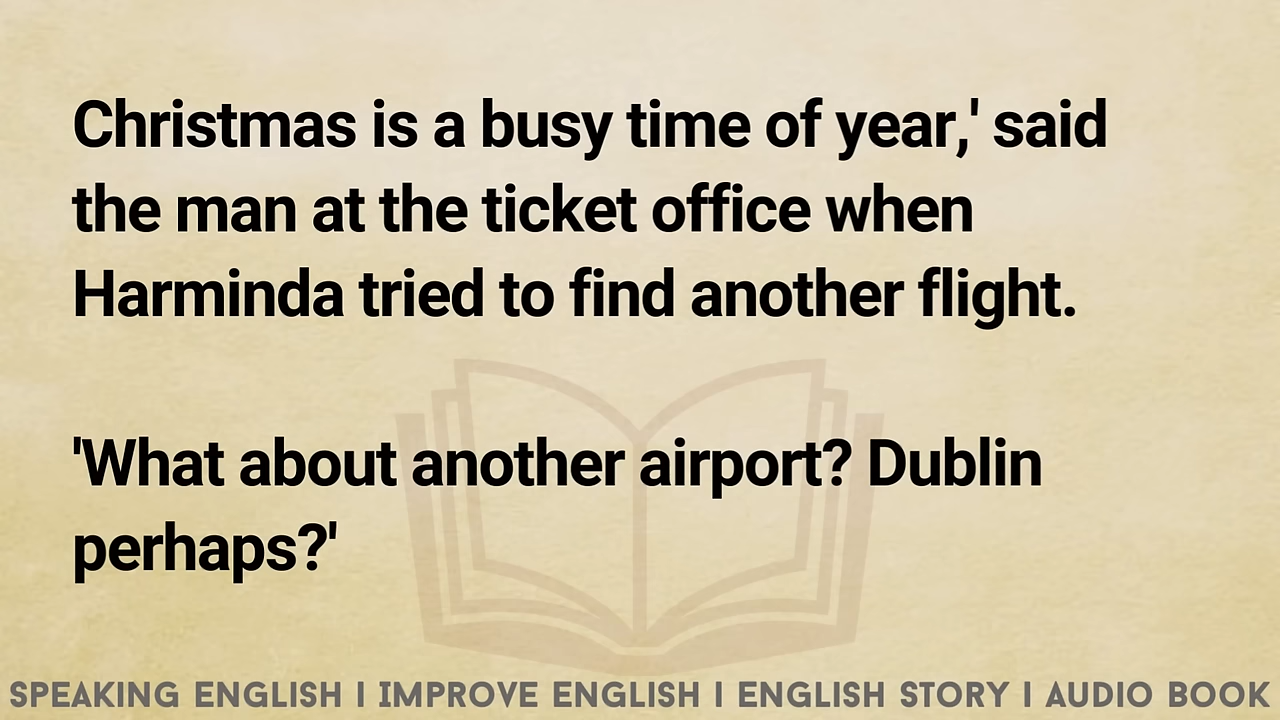 Christmas is a busy time of year,' said
the man at the ticket office when
Harminda tried to find another flight.
'What about another airport? Dublin
perhaps?'
SPEAKING ENGLISH I IMPROVE ENGLISH I ENGLISH STORY I AUDIO BOOK